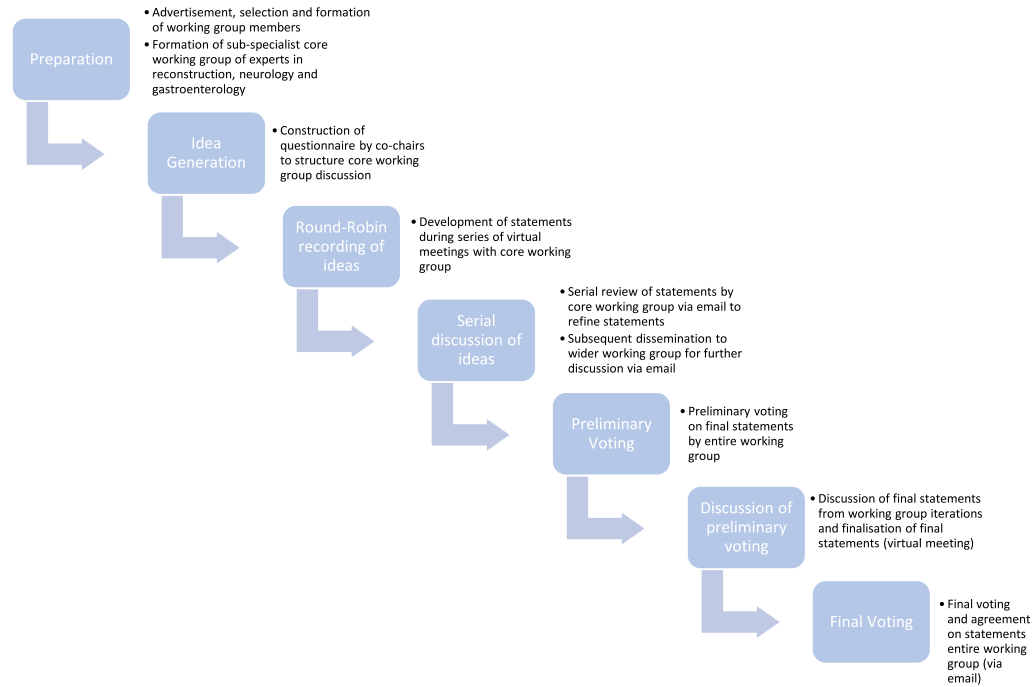 Preparation
• Advertisement, selection and formation
of working group members
• Formation of sub-specialist core
working group of experts in
reconstruction, neurology and
gastroenterology
Idea
Generation
• Construction of
questionnaire by co-chairs
to structure core working
group discussion
Round-Robin
recording of
ideas
• Development of statements
during series of virtual
meetings with core working
group
Serial
discussion of
ideas
• Serial review of statements by
core working group via email to
refine statements
• Subsequent dissemination to
wider working group for further
discussion via email
Preliminary
Voting
• Preliminary voting
on final statements
by entire working
group
Discussion of
preliminary
voting
• Discussion of final statements
from working group iterations
and finalisation of final
statements (virtual meeting)
Final Voting
• Final voting
and agreement
on statements
entire working
group (via
email)